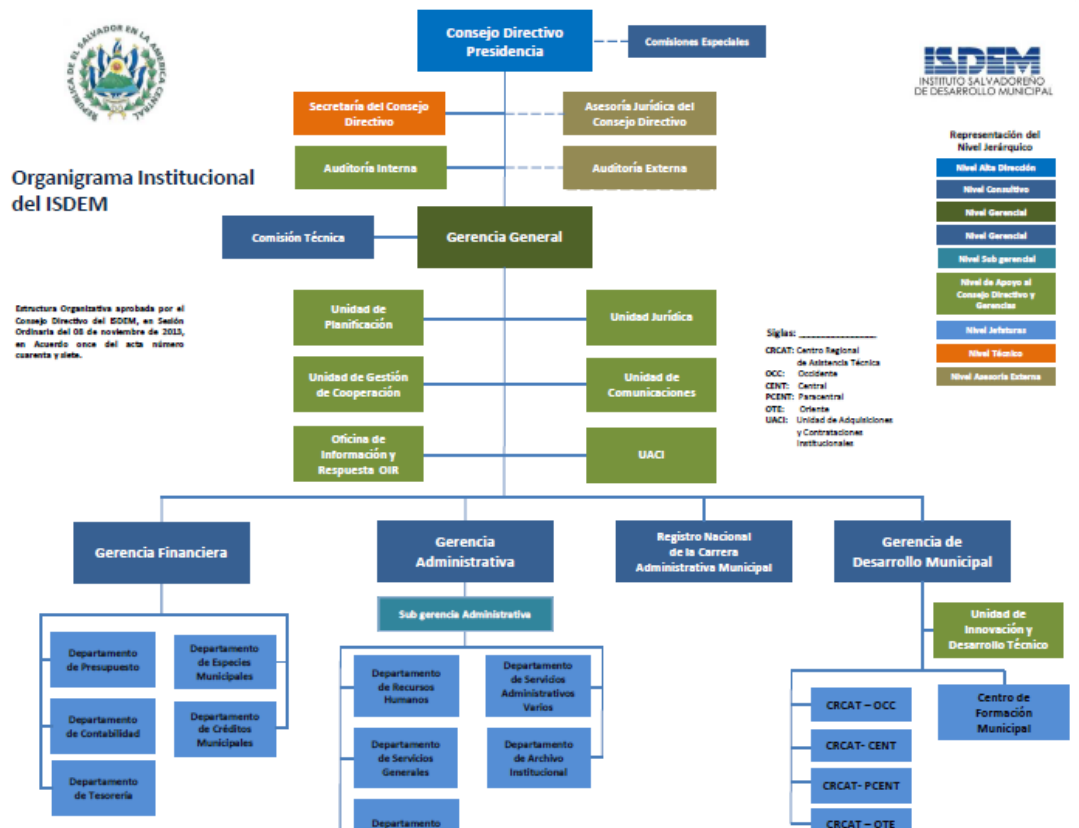 REPUBLICA DE EL SALVADOR EN LA AMERICA CENTRAL
Consejo Directivo
Presidencia
Comisiones Especiales
ISDEM
INSTITUTO SALVADOREÑO
DE DESARROLLO MUNICIPAL
Secretaría del Consejo
Directivo
Asesoría Jurídica del
Consejo Directivo
Auditoría Interna
Auditoría Externa
Representación del
Nivel Jerárquico
Nivel Alta Dirección
Nivel Consultivo
Nivel Gerencial
Nivel Gerencial
Nivel Sub gerencial
Nivel de Apoyo al
Consejo Directivo y
Gerencias
Nivel Jefaturas
Nivel Técnico
Nivel Asesoría Externa
Organigrama Institucional
del ISDEM
Comisión Técnica
Gerencia General
Estructura Organizativa aprobada por el
Consejo Directivo del ISDEM, en Sesión
Ordinaria del 08 de noviembre de 2013,
en Acuerdo once del acta número
cuarenta y siete.
Unidad de
Planificación
Unidad Jurídica
Unidad de Gestión
de Cooperación
Unidad de
Comunicaciones
Oficina de
Información y
Respuesta OIR
UACI
Siglas:
CRCAT: Centro Regional
de Asistencia Técnica
OCC: Occidente
CENT: Central
PCENT: Paracentral
OTE: Oriente
UACI: Unidad de Adquisiciones
y Contrataciones
Institucionales
Gerencia Financiera
Gerencia
Administrativa
Registro Nacional
de la Carrera
Administrativa Municipal
Gerencia de
Desarrollo Municipal
Sub gerencia Administrativa
Unidad de
Innovación y
Desarrollo Técnico
Departamento
de Presupuesto
Departamento
de Especies
Municipales
Departamento
de Contabilidad
Departamento
de Créditos
Municipales
Departamento
de Tesorería
Departamento
de Recursos
Humanos
Departamento
de Servicios
Administrativos
Varios
Departamento
de Servicios
Generales
Departamento
de Archivo
Institucional
Departamento
CRCAT – OCC
CRCAT- CENT
CRCAT- PCENT
CRCAT – OTE
Centro de
Formación
Municipal